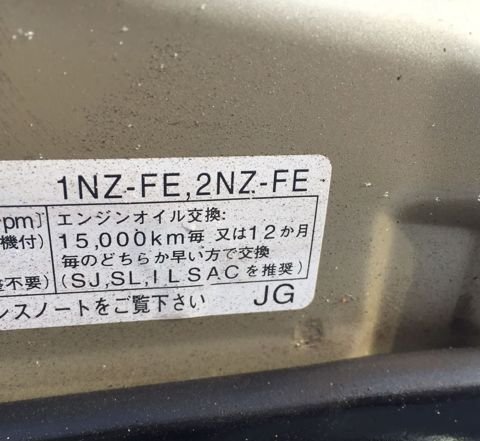 1NZ-FE,2NZ-FE
pm〕 エンジンオイル交換:
機付) 15,000km毎 又は12か月
毎のどちらか早い方で交換
不要) (SJ,SL,ILSACを推奨)
スノートをご覧下さい JG